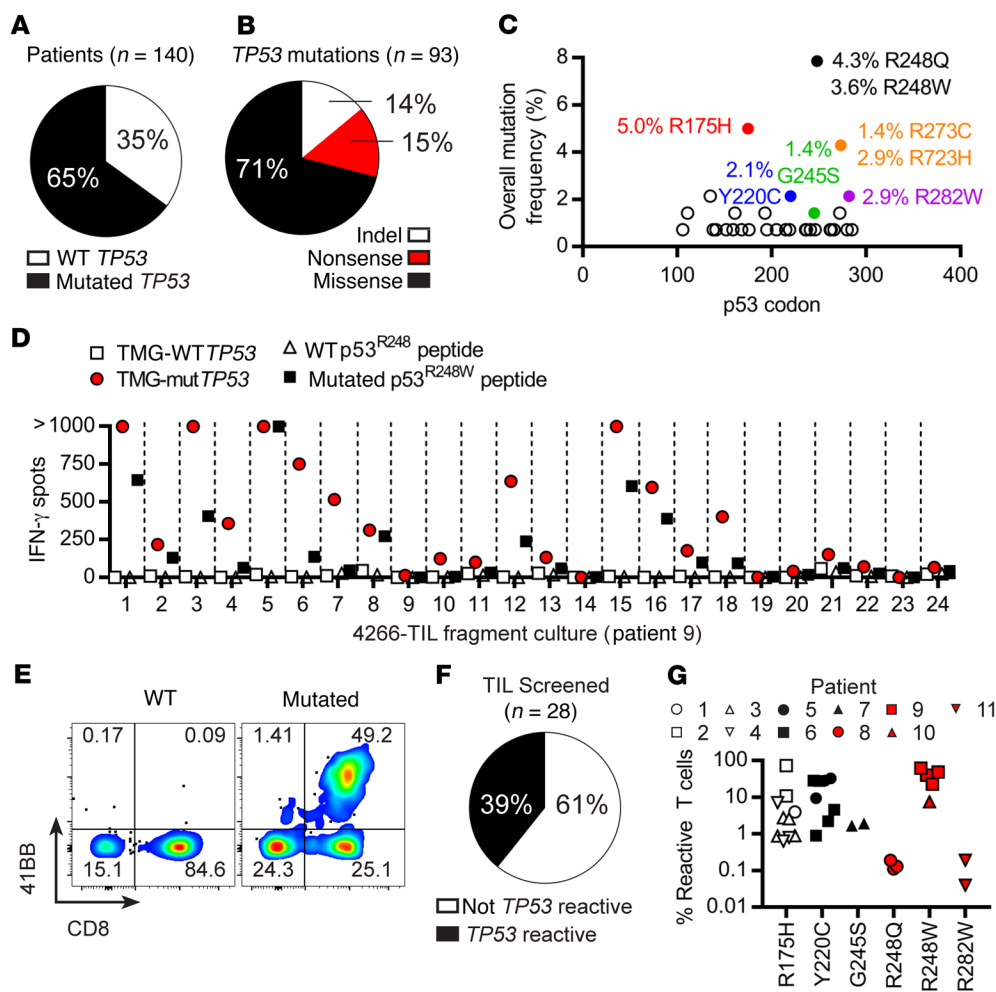 A
Patients (n = 140)
35%
65%
WT TP53
Mutated TP53
B
TP53 mutations (n = 93)
14%
15%
71%
Indel
Nonsense
Missense
C
Overall mutation
frequency (%)
8
6
4
2
0
0
100
200
300
400
p53 codon
4.3% R248Q
3.6% R248W
5.0% R175H
1.4% R273C
2.9% R723H
1.4%
G245S
2.1%
Y220C
2.9% R282W
D
TMG-WT TP53
TMG-mut TP53
WT p53R248 peptide
Mutated p53R248W peptide
IFN-γ spots
> 1000
750
500
250
0
1 2 3 4 5 6 7 8 9 10 11 12 13 14 15 16 17 18 19 20 21 22 23 24
4266-TIL fragment culture (patient 9)
E
WT
Mutated
0.17 0.09
15.1 84.6
1.41 49.2
24.3 25.1
41BB
CD8
F
TIL Screened
(n = 28)
39%
61%
Not TP53 reactive
TP53 reactive
G
Patient
1 3 5 7 9 11
2 4 6 8 10
% Reactive T cells
100
10
1
0.1
0.01
R175H
Y220C
G245S
R248Q
R248W
R282W